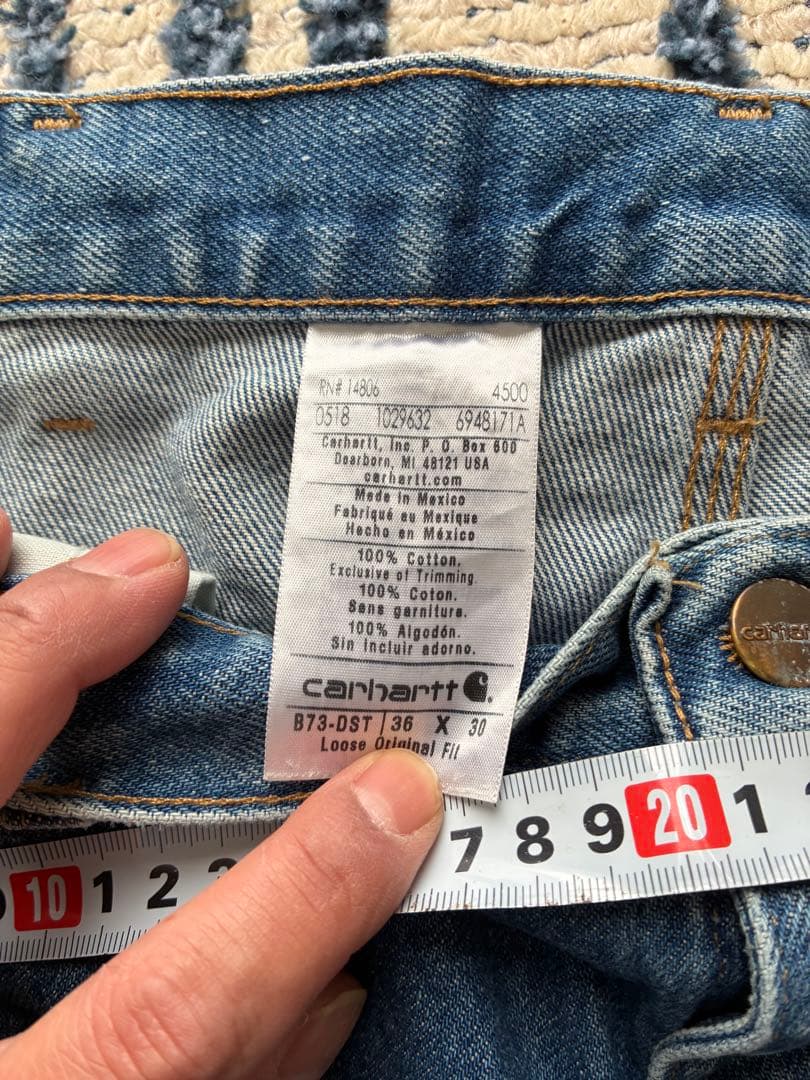 RN# 14806 4500
0518 1029632 6948171A
Carhartt, Inc. P. O. Box 600
Dearborn, MI 48121 USA
carhartt.com
Made in Mexico
Fabriqué au Mexique
Hecho en México
100% Cotton.
Exclusive of Trimming.
100% Coton.
Sans garniture.
100% Algodón.
Sin incluir adorno.
carhartt
B73-DST 36 X 30
Loose Original Fit
carhar
10 1 2 7 8 9 20 1